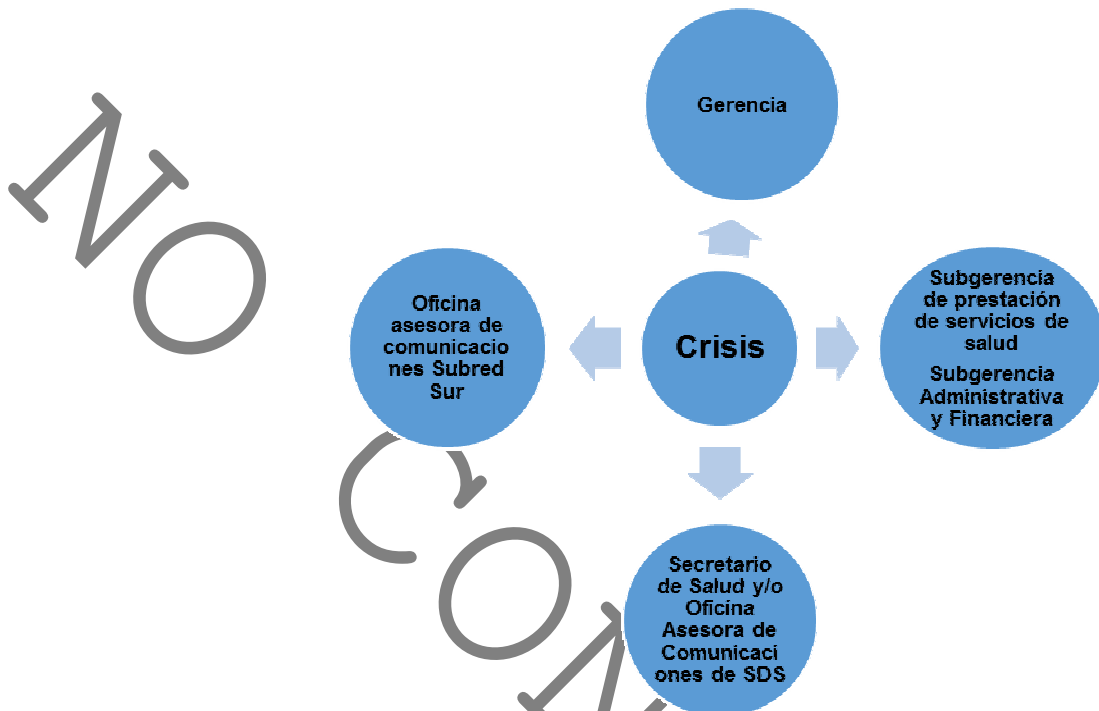 Gerencia
Oficina
asesora de
comunicacio
nes Subred
Sur
Crisis
Subgerencia
de prestación
de servicios de
salud
Subgerencia
Administrativa
y Financiera
Secretario
de Salud y/o
Oficina
Asesora de
Comunicaci
ones de SDS
NO
CON